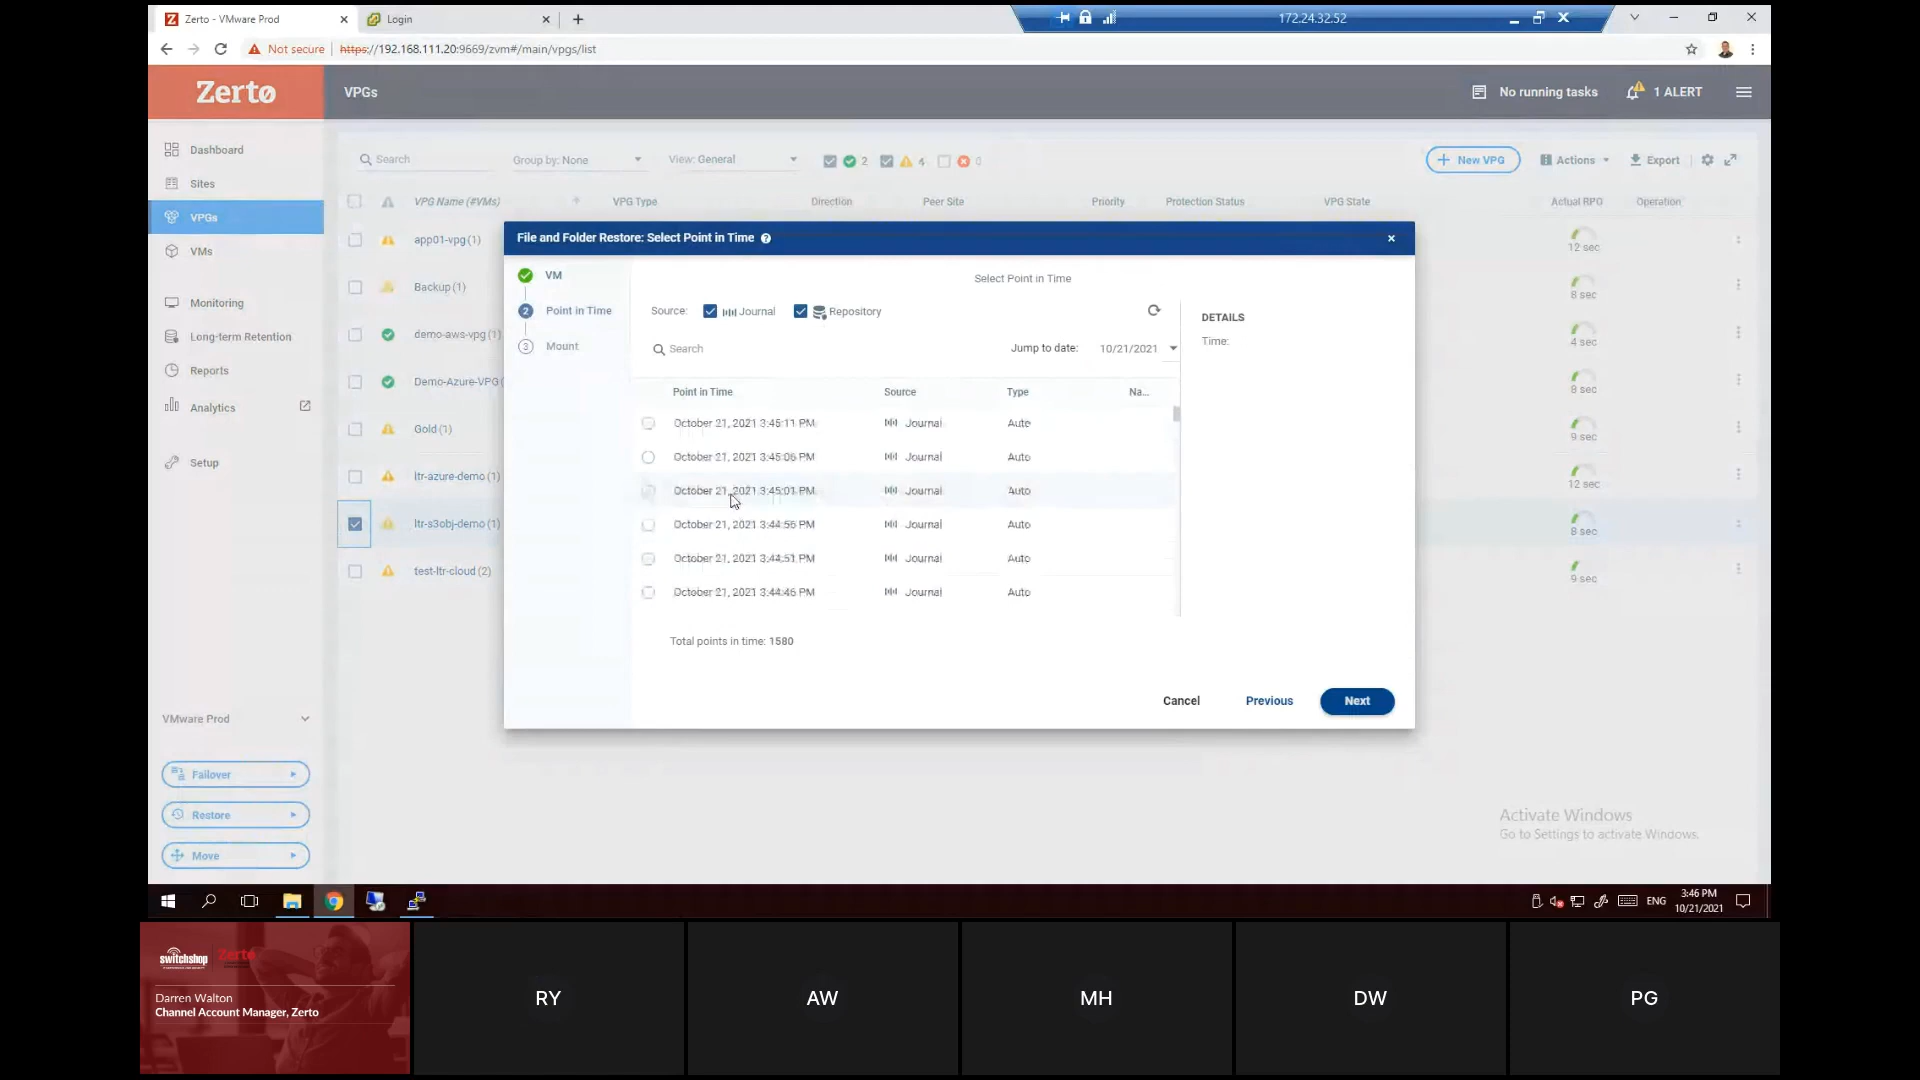 Zerto - VMware Prod
Login
172.24.32.52
Not secure
https://192.168.111.20:9669/zvm#/main/vpgs/list
Zerto
VPGs
No running tasks
1 ALERT
Dashboard
Sites
VPGs
VMs
Monitoring
Long-term Retention
Reports
Analytics
Setup
VMware Prod
Failover
Restore
Move
Search
Group by: None
View: General
2
4
0
New VPG
Actions
Export
VPG Name (#VMs)
VPG Type
Direction
Peer Site
Priority
Protection Status
VPG State
Actual RPO
Operation
app01-vpg (1)
12 sec
Backup (1)
8 sec
demo-aws-vpg (1)
4 sec
Demo-Azure-VPG (
8 sec
Gold (1)
9 sec
ltr-azure-demo (1)
12 sec
ltr-s3obj-demo (1)
8 sec
test-ltr-cloud (2)
9 sec
File and Folder Restore: Select Point in Time
VM
2 Point in Time
3 Mount
Select Point in Time
Source: Journal Repository
Search
Jump to date: 10/21/2021
DETAILS
Time:
Point in Time Source Type Na...
October 21, 2021 3:45:11 PM Journal Auto
October 21, 2021 3:45:06 PM Journal Auto
October 21, 2021 3:45:01 PM Journal Auto
October 21, 2021 3:44:56 PM Journal Auto
October 21, 2021 3:44:51 PM Journal Auto
October 21, 2021 3:44:46 PM Journal Auto
Total points in time: 1580
Cancel
Previous
Next
Activate Windows
Go to Settings to activate Windows.
ENG
3:46 PM
10/21/2021
switchshop
Zerto
Darren Walton
Channel Account Manager, Zerto
RY
AW
MH
DW
PG